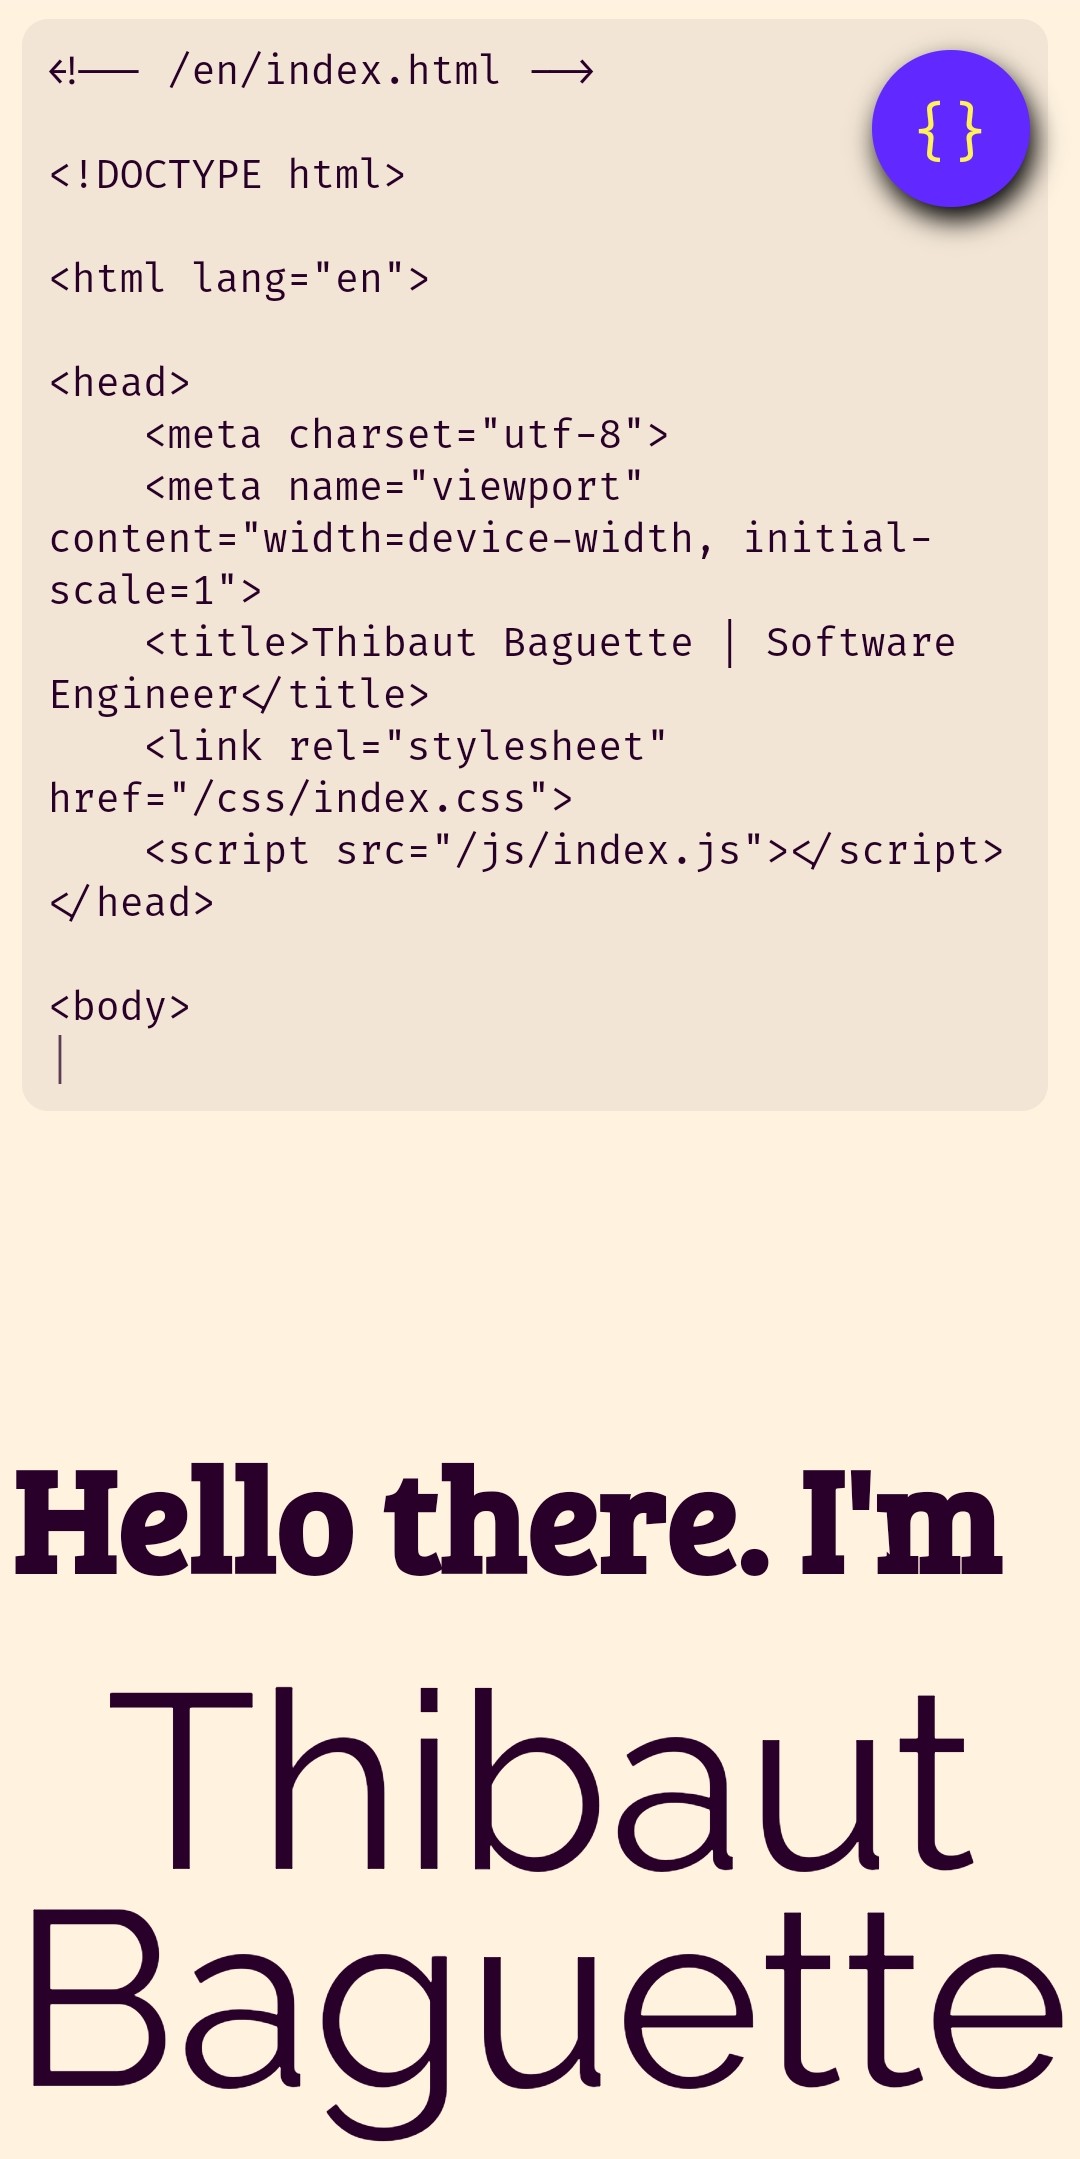 <!-- /en/index.html -->
{}
<!DOCTYPE html>
<html lang="en">
<head>
    <meta charset="utf-8">
    <meta name="viewport"
content="width=device-width, initial-
scale=1">
    <title>Thibaut Baguette | Software
Engineer</title>
    <link rel="stylesheet"
href="/css/index.css">
    <script src="/js/index.js"></script>
</head>
<body>
Hello there. I'm
Thibaut
Baguette